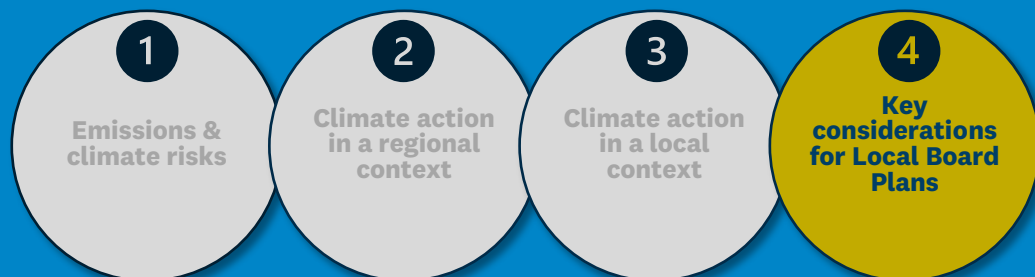 1
Emissions &
climate risks
2
Climate action
in a regional
context
3
Climate action
in a local
context
4
Key
considerations
for Local Board
Plans